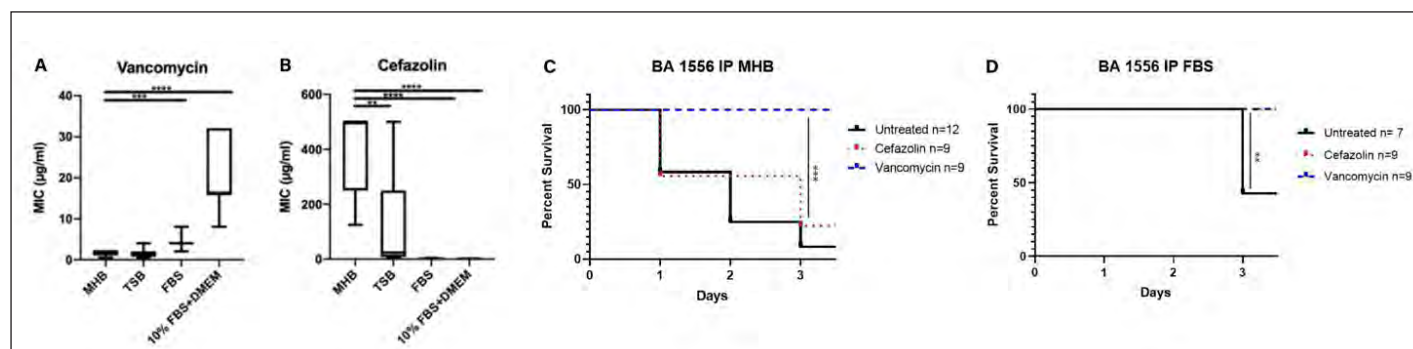 A
Vancomycin
****
***
MIC (µg/ml)
40
30
20
10
0
MHB
TSB
FBS
10% FBS+DMEM
B
Cefazolin
****
****
**
MIC (µg/ml)
600
400
200
0
MHB
TSB
FBS
10% FBS+DMEM
C
BA 1556 IP MHB
Percent Survival
100
50
0
0 1 2 3
Days
***
Untreated n=12
Cefazolin n=9
Vancomycin n=9
D
BA 1556 IP FBS
Percent Survival
100
50
0
0 1 2 3
Days
**
Untreated n= 7
Cefazolin n=9
Vancomycin n=9